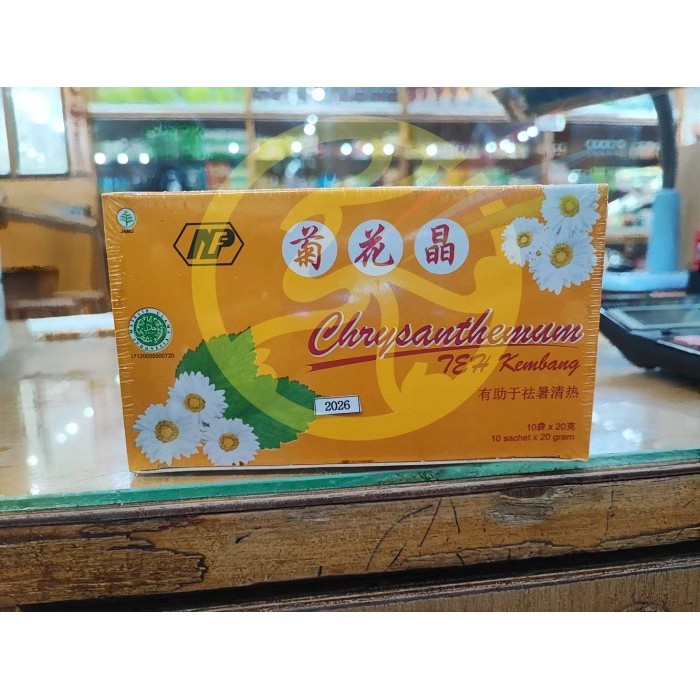 JAMU
NF
菊花晶
Chrysanthemum
TEH Kembang
有助于祛暑清热
2026
10袋 x 20克
10 sachet x 20 gram